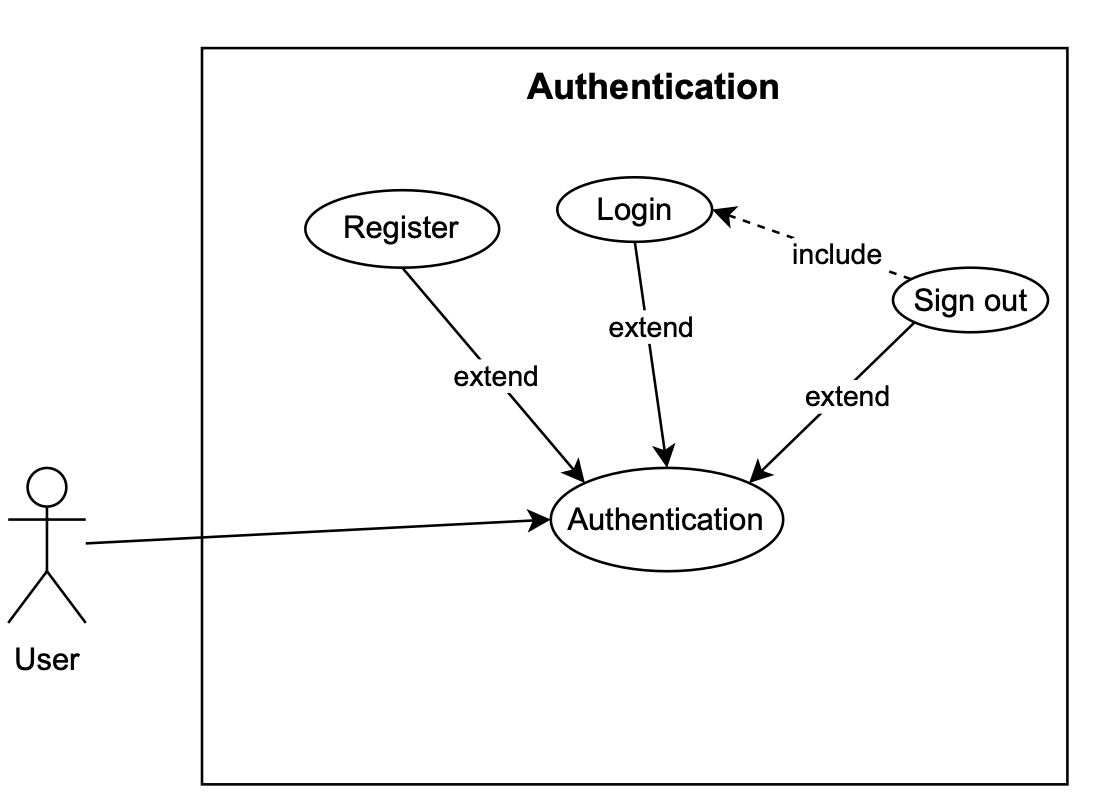 Authentication
Register
Login
include
Sign out
extend
extend
extend
Authentication
User